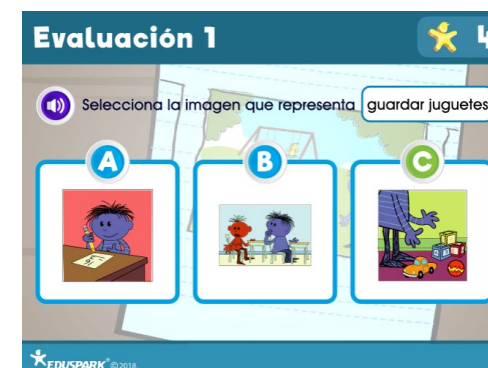 Evaluación 1
4
Selecciona la imagen que representa guardar juguetes
A
B
C
EDUSPARK ©2018.